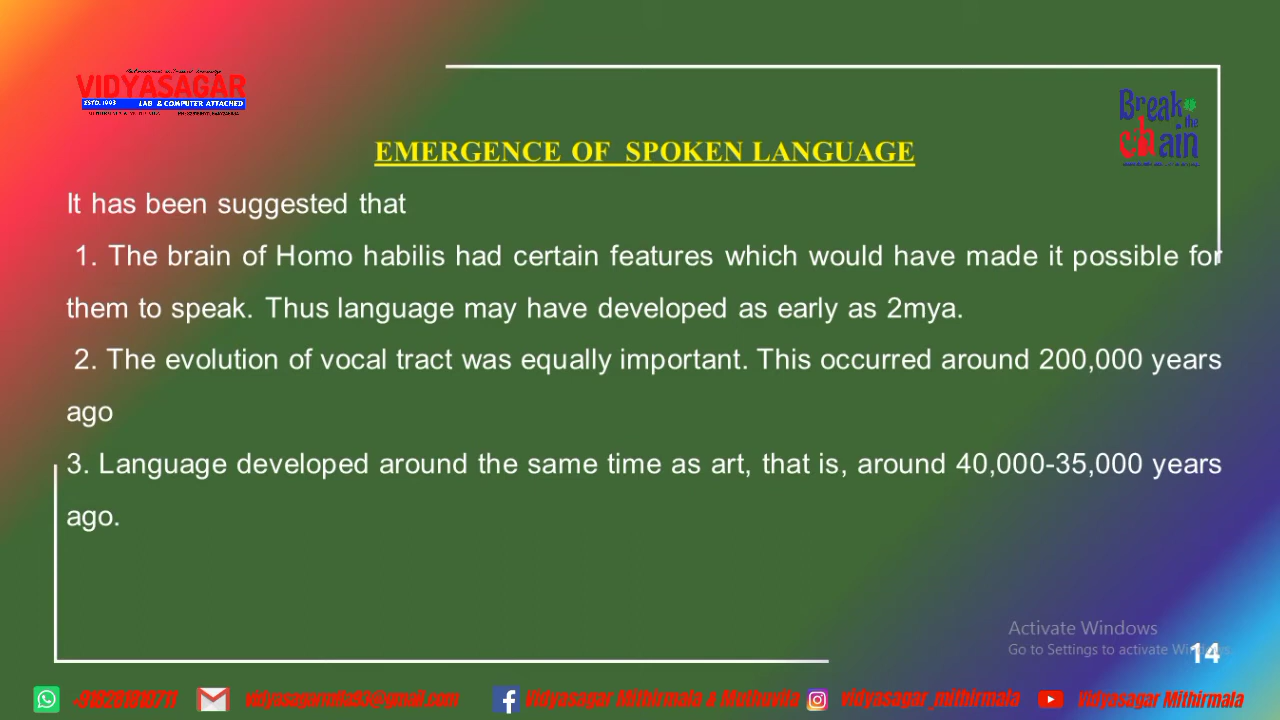 VIDYASAGAR
ESTD. 1993 LAB & COMPUTER ATTACHED
Break
the
chain
EMERGENCE OF SPOKEN LANGUAGE
It has been suggested that
1. The brain of Homo habilis had certain features which would have made it possible for
them to speak. Thus language may have developed as early as 2mya.
2. The evolution of vocal tract was equally important. This occurred around 200,000 years
ago
3. Language developed around the same time as art, that is, around 40,000-35,000 years
ago.
Activate Windows
Go to Settings to activate Windows.
14
Vidyasagar Mithirmala & Muthuvila vidyasagar_mithirmala Vidyasagar Mithirmala